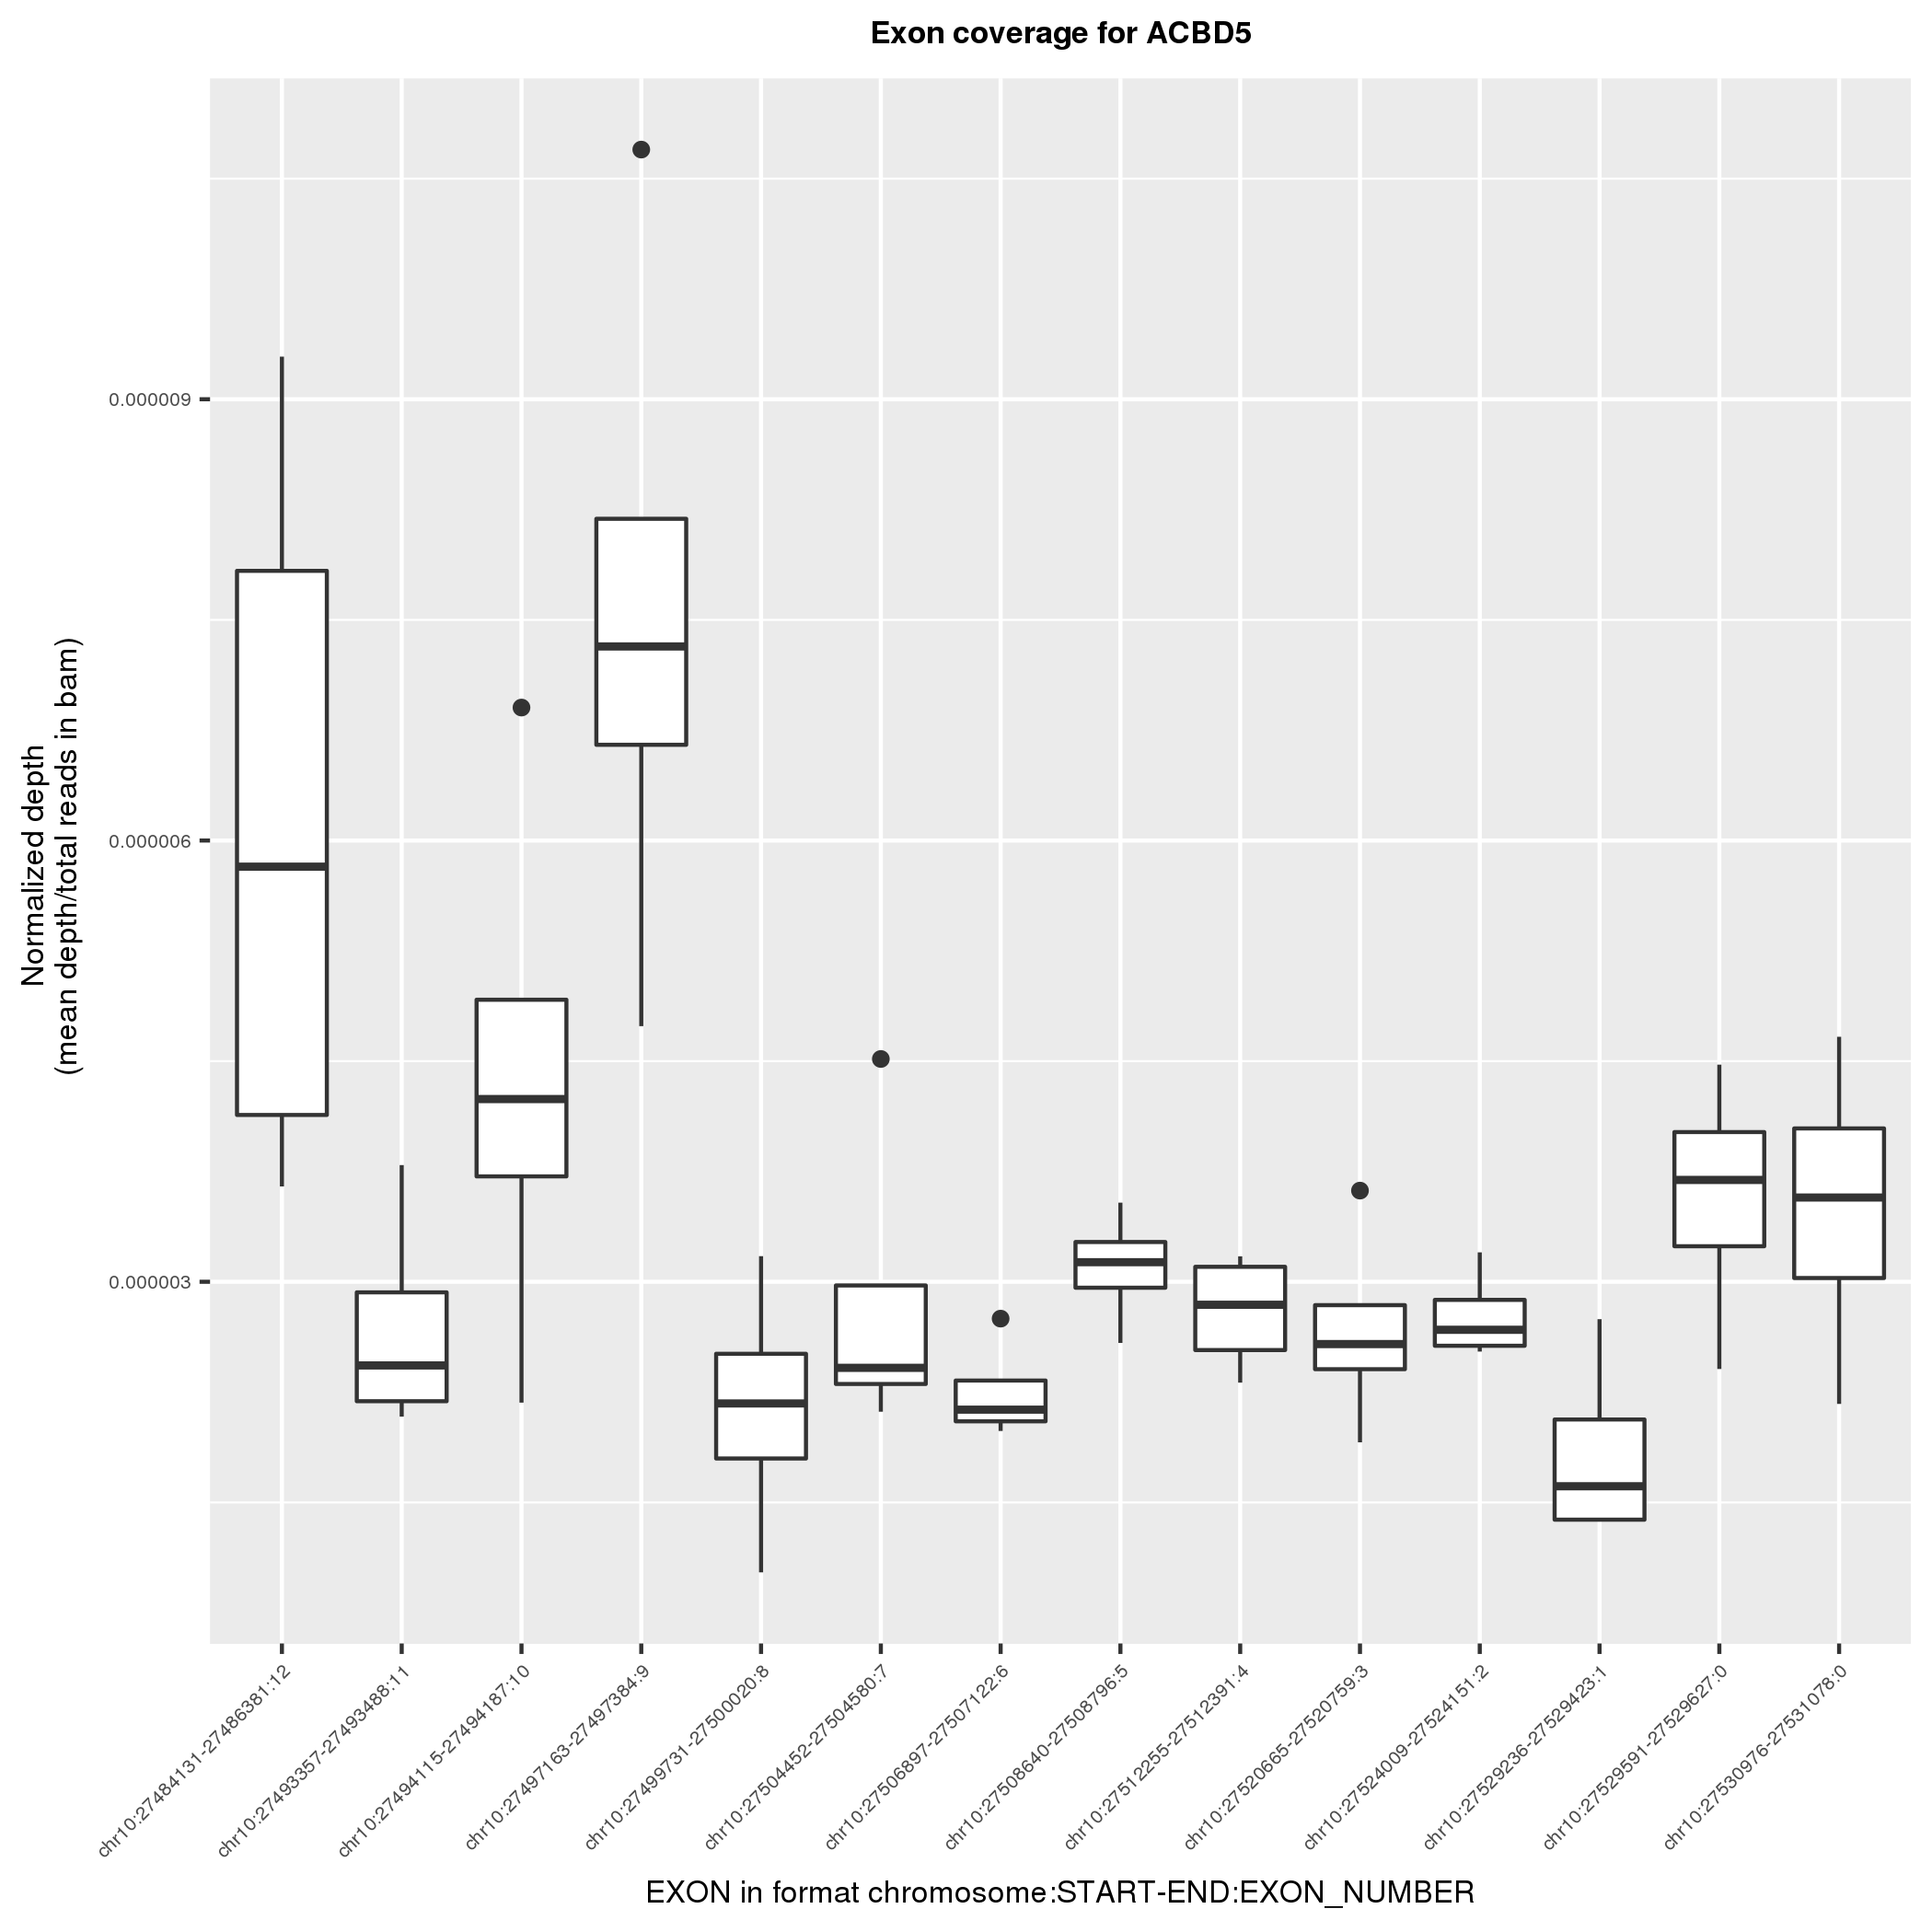 Exon coverage for ACBD5
Normalized depth
(mean depth/total reads in bam)
0.000009
0.000006
0.000003
chr10:27484131-27486381:12
chr10:27493357-27493488:11
chr10:27494115-27494187:10
chr10:27497163-27497384:9
chr10:27499731-27500020:8
chr10:27504452-27504580:7
chr10:27506897-27507122:6
chr10:27508640-27508796:5
chr10:27512255-27512391:4
chr10:27520665-27520759:3
chr10:27524009-27524151:2
chr10:27529236-27529423:1
chr10:27529591-27529627:0
chr10:27530976-27531078:0
EXON in format chromosome:START-END:EXON_NUMBER